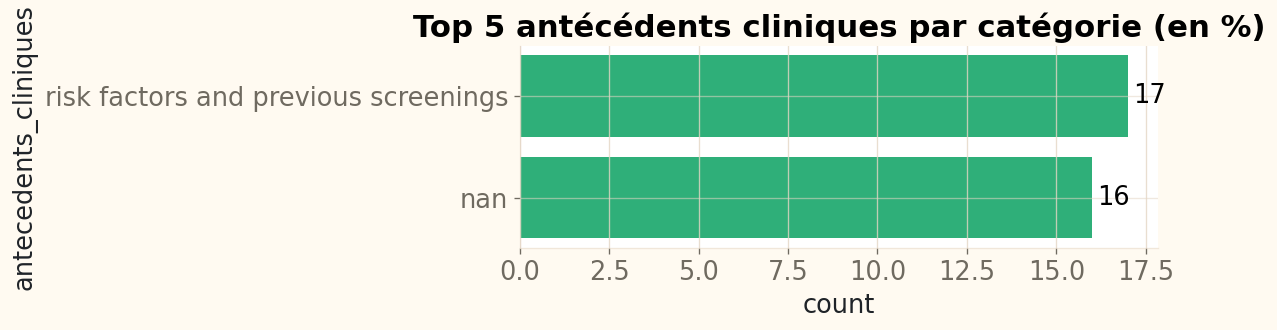 Top 5 antécédents cliniques par catégorie (en %)
antecedents_cliniques
risk factors and previous screenings
17
nan
16
0.0 2.5 5.0 7.5 10.0 12.5 15.0 17.5
count